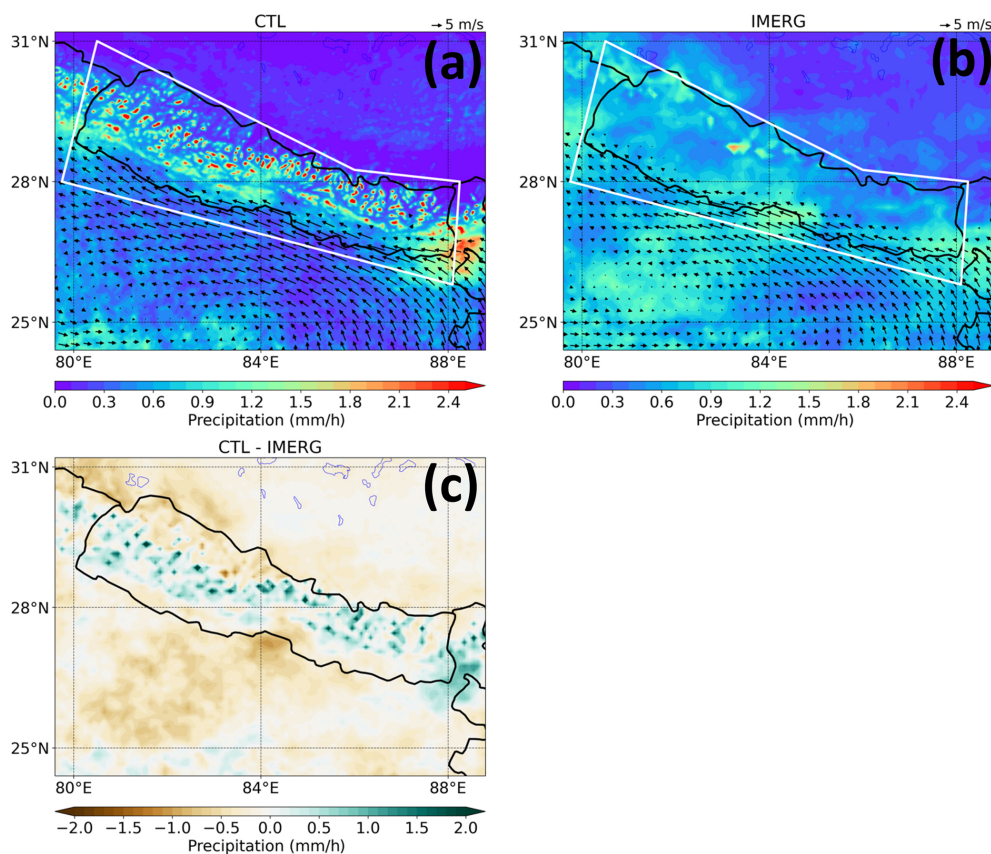 CTL
5 m/s
IMERG
5 m/s
31°N
(a)
31°N
(b)
28°N
28°N
25°N
25°N
80°E 84°E 88°E
80°E 84°E 88°E
0.0 0.3 0.6 0.9 1.2 1.5 1.8 2.1 2.4
0.0 0.3 0.6 0.9 1.2 1.5 1.8 2.1 2.4
Precipitation (mm/h)
Precipitation (mm/h)
CTL - IMERG
31°N
(c)
28°N
25°N
80°E 84°E 88°E
−2.0 −1.5 −1.0 −0.5 0.0 0.5 1.0 1.5 2.0
Precipitation (mm/h)